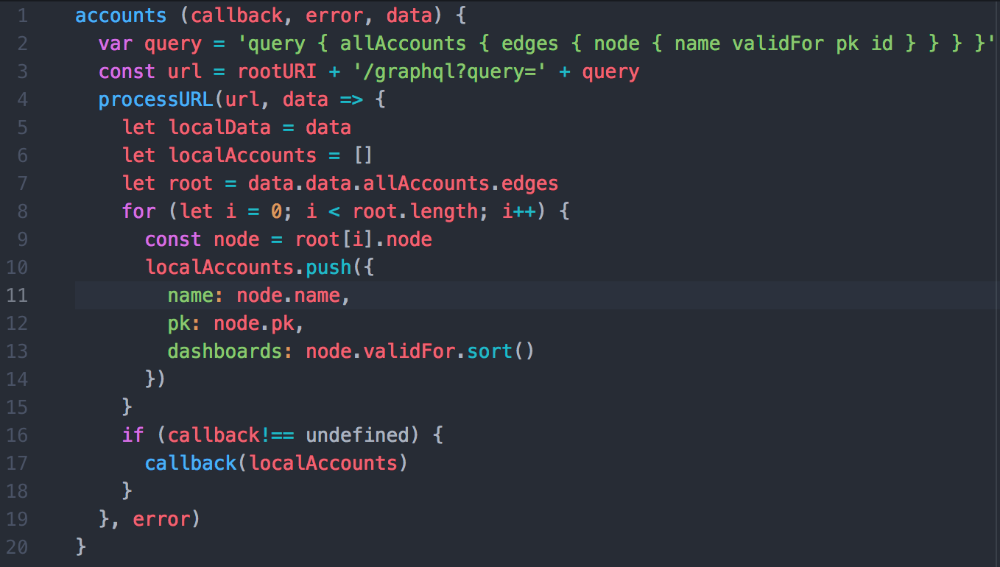 1 accounts (callback, error, data) {
2 var query = 'query { allAccounts { edges { node { name validFor pk id } } } }'
3 const url = rootURI + '/graphql?query=' + query
4 processURL(url, data => {
5 let localData = data
6 let localAccounts = []
7 let root = data.data.allAccounts.edges
8 for (let i = 0; i < root.length; i++) {
9 const node = root[i].node
10 localAccounts.push({
11 name: node.name,
12 pk: node.pk,
13 dashboards: node.validFor.sort()
14 })
15 }
16 if (callback!== undefined) {
17 callback(localAccounts)
18 }
19 }, error)
20 }